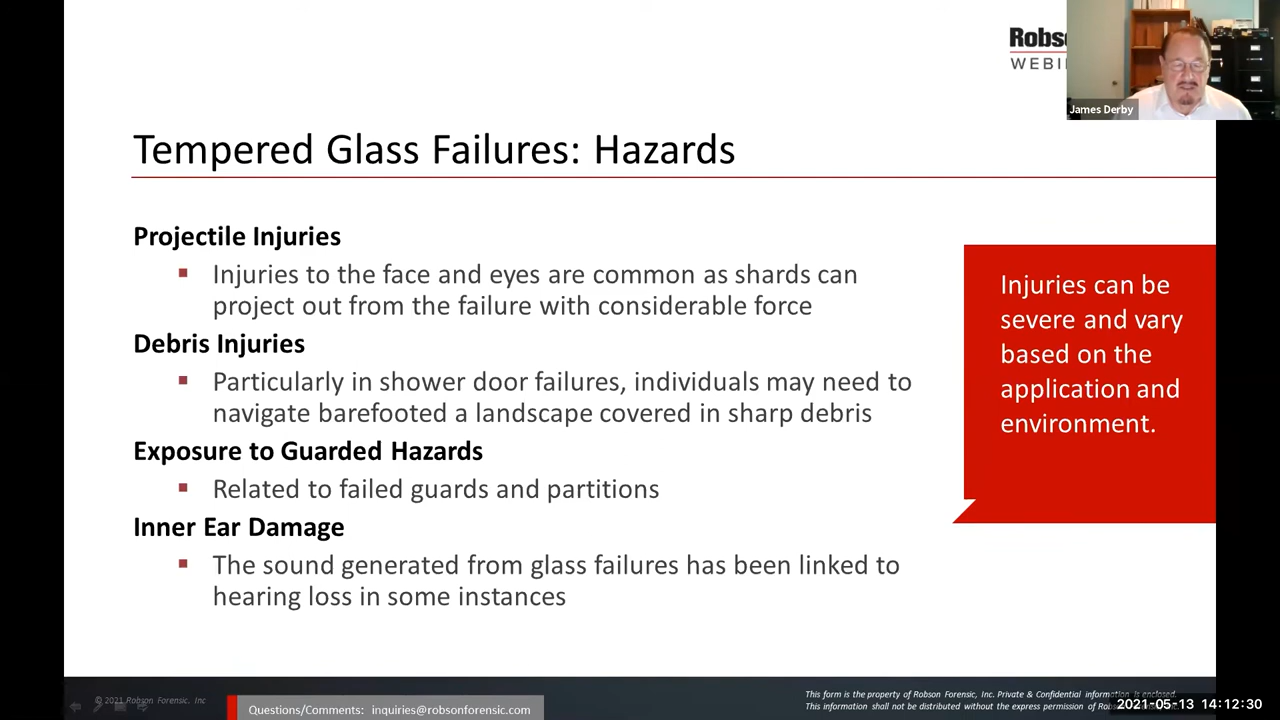 Robs
WEBI
James Derby
Tempered Glass Failures: Hazards
Projectile Injuries
Injuries to the face and eyes are common as shards can
project out from the failure with considerable force
Debris Injuries
Particularly in shower door failures, individuals may need to
navigate barefooted a landscape covered in sharp debris
Exposure to Guarded Hazards
Related to failed guards and partitions
Inner Ear Damage
The sound generated from glass failures has been linked to
hearing loss in some instances
Injuries can be
severe and vary
based on the
application and
environment.
© 2021 Robson Forensic, Inc
Questions/Comments: inquiries@robsonforensic.com
This form is the property of Robson Forensic, Inc. Private & Confidential information is enclosed.
This information shall not be distributed without the express permission of
2021-05-13 14:12:30